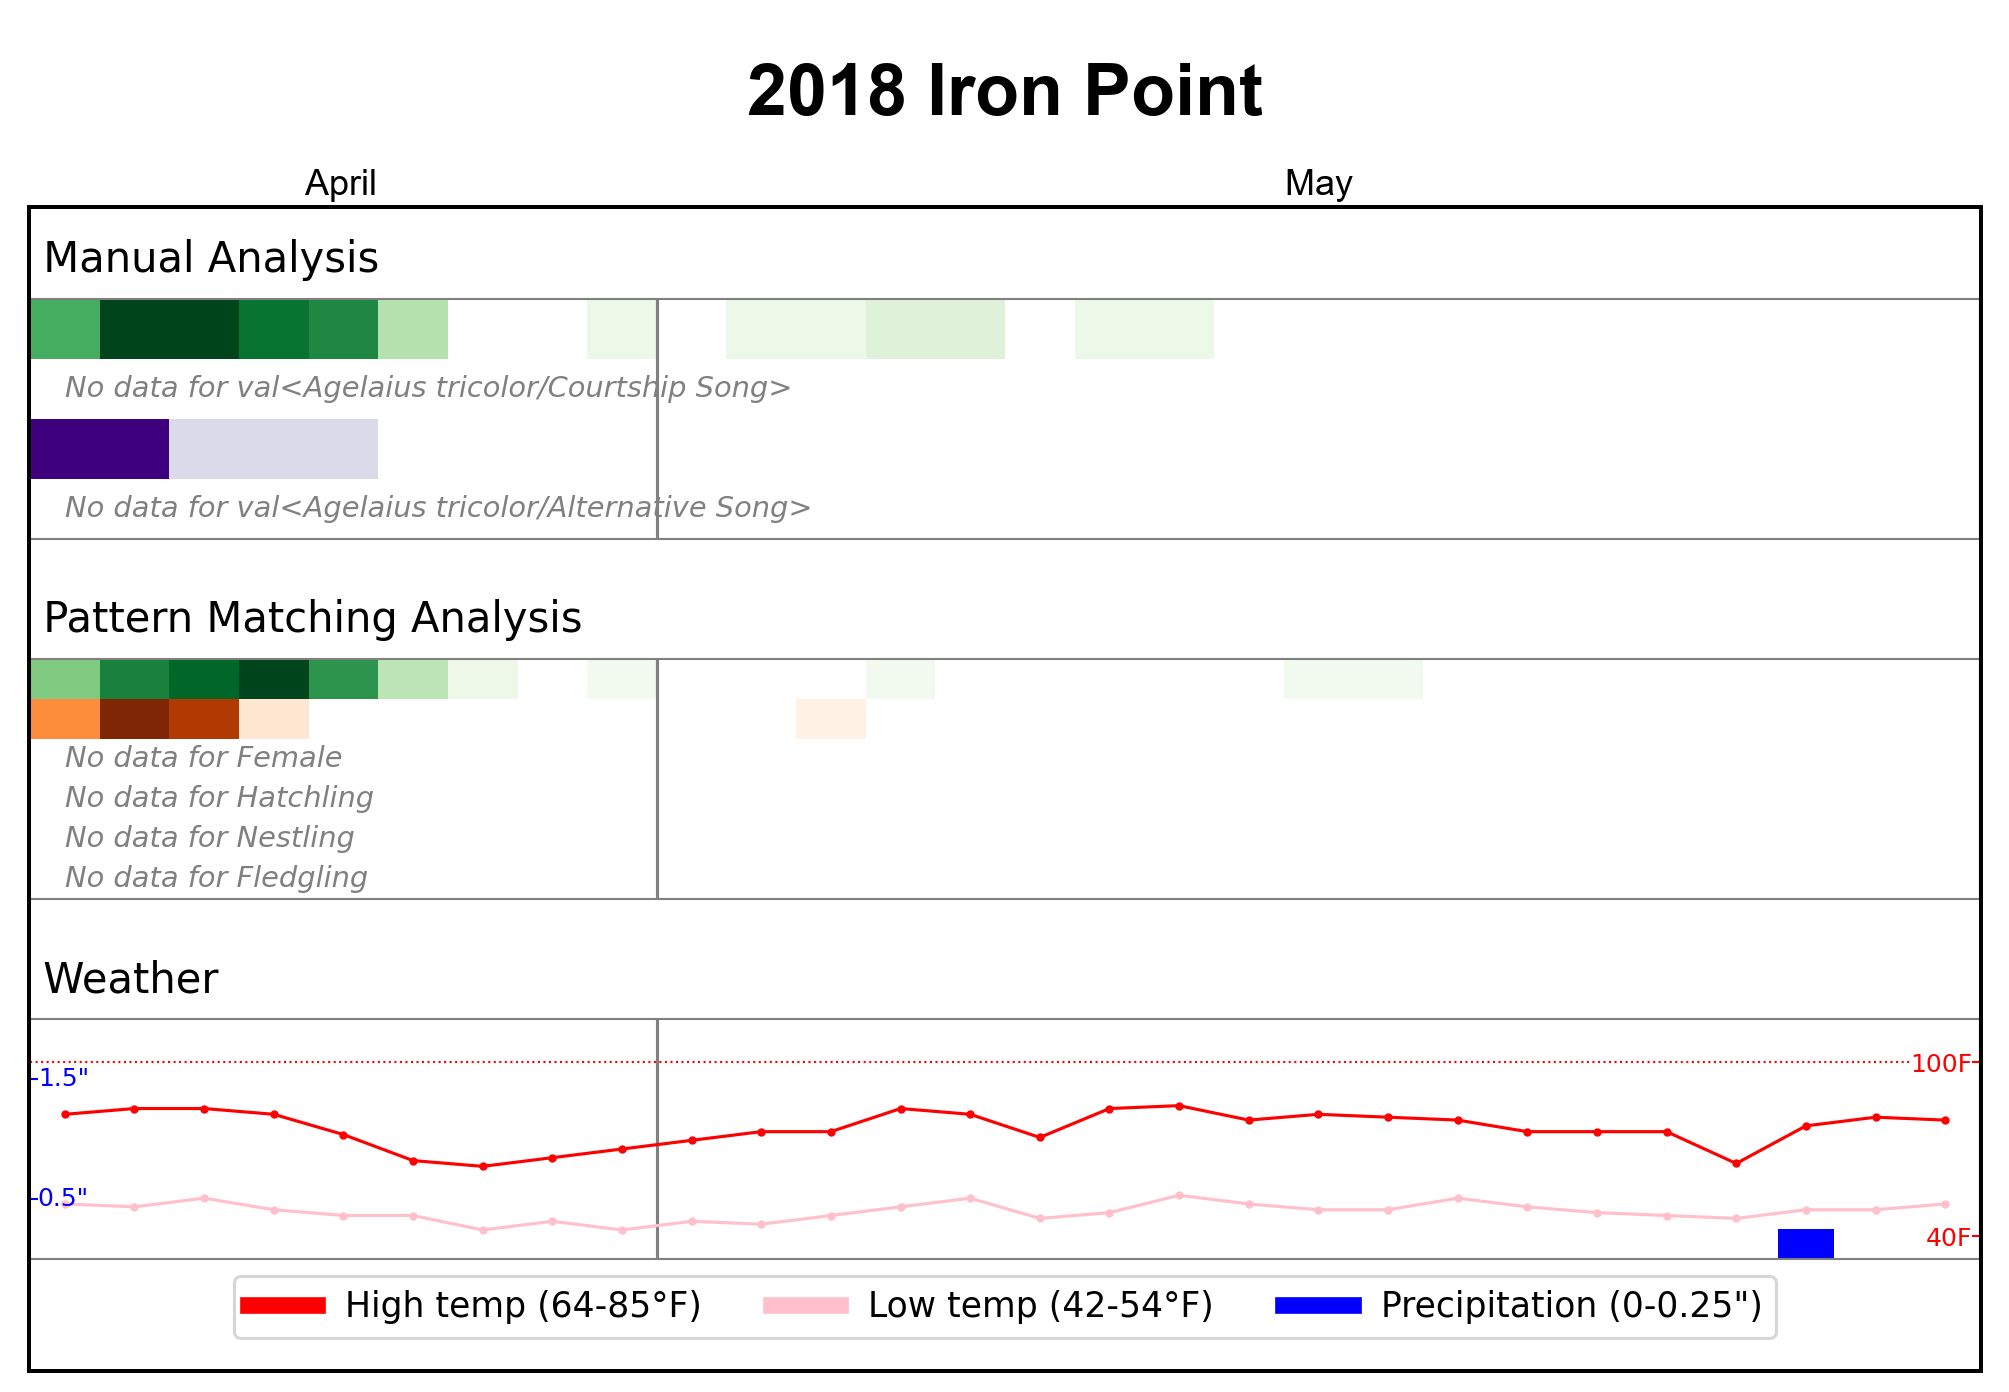 2018 Iron Point
April May
Manual Analysis
No data for val<Agelaius tricolor/Courtship Song>
No data for val<Agelaius tricolor/Alternative Song>
Pattern Matching Analysis
No data for Female
No data for Hatchling
No data for Nestling
No data for Fledgling
Weather
100F
1.5"
0.5"
40F
High temp (64-85°F) Low temp (42-54°F) Precipitation (0-0.25")